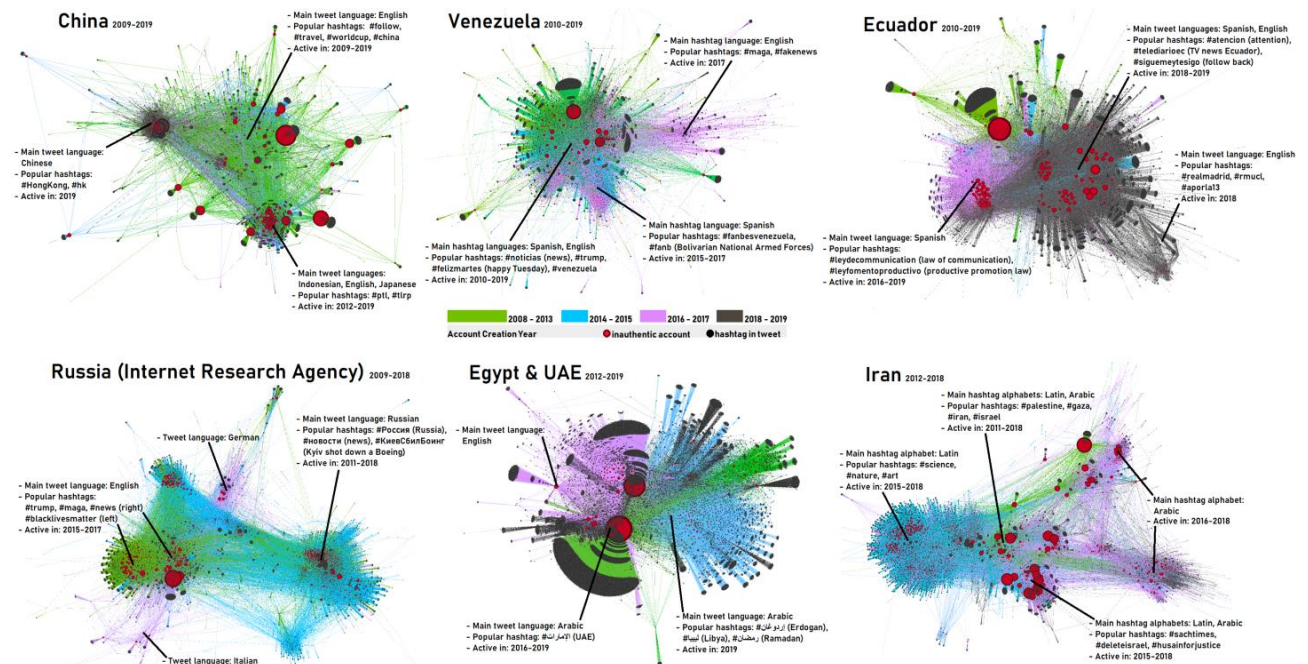 China 2009-2019
- Main tweet language: English
- Popular hashtags: #follow,
#travel, #worldcup, #china
- Active in: 2009-2019
- Main tweet language:
Chinese
- Popular hashtags:
#HongKong, #hk
- Active in: 2019
- Main tweet languages:
Indonesian, English, Japanese
- Popular hashtags: #ptl, #tlrp
- Active in: 2012-2019
Venezuela 2010-2019
- Main hashtag language: English
- Popular hashtags: #maga, #fakenews
- Active in: 2017
- Main hashtag language: Spanish
- Popular hashtags: #fanbesvenezuela,
#fanb (Bolivarian National Armed Forces)
- Active in: 2015-2017
- Main hashtag languages: Spanish, English
- Popular hashtags: #noticias (news), #trump,
#felizmartes (happy Tuesday), #venezuela
- Active in: 2010-2019
Ecuador 2010-2019
- Main tweet languages: Spanish, English
- Popular hashtags: #atencion (attention),
#telediarioec (TV news Ecuador),
#siguemeytesigo (follow back)
- Active in: 2018-2019
- Main tweet language: English
- Popular hashtags:
#realmadrid, #rmucl,
#aporla13
- Active in: 2018
- Main tweet language: Spanish
- Popular hashtags:
#leydecommunication (law of communication),
#leyfomentoproductivo (productive promotion law)
- Active in: 2016-2019
2008 - 2013 2014 - 2015 2016 - 2017 2018 - 2019
Account Creation Year inauthentic account hashtag in tweet
Russia (Internet Research Agency) 2009-2018
- Main tweet language: Russian
- Popular hashtags: #Россия (Russia),
#новости (news), #КиевСбилБоинг
(Kyiv shot down a Boeing)
- Active in: 2011-2018
- Tweet language: German
- Main tweet language: English
- Popular hashtags:
#trump, #maga, #news (right)
#blacklivesmatter (left)
- Active in: 2015-2017
- Tweet language: Italian
Egypt & UAE 2012-2019
- Main tweet language:
English
- Main tweet language: Arabic
- Popular hashtag: #الإمارات (UAE)
- Active in: 2016-2019
- Main tweet language: Arabic
- Popular hashtags: #اردوغان (Erdogan),
#ليبيا (Libya), #رمضان (Ramadan)
- Active in: 2019
Iran 2012-2018
- Main hashtag alphabets: Latin, Arabic
- Popular hashtags: #palestine, #gaza,
#iran, #israel
- Active in: 2011-2018
- Main hashtag alphabet: Latin
- Popular hashtags: #science,
#nature, #art
- Active in: 2015-2018
- Main hashtag alphabet:
Arabic
- Active in: 2016-2018
- Main hashtag alphabets: Latin, Arabic
- Popular hashtags: #sachtimes,
#deleteisrael, #husainforjustice
- Active in: 2015-2018